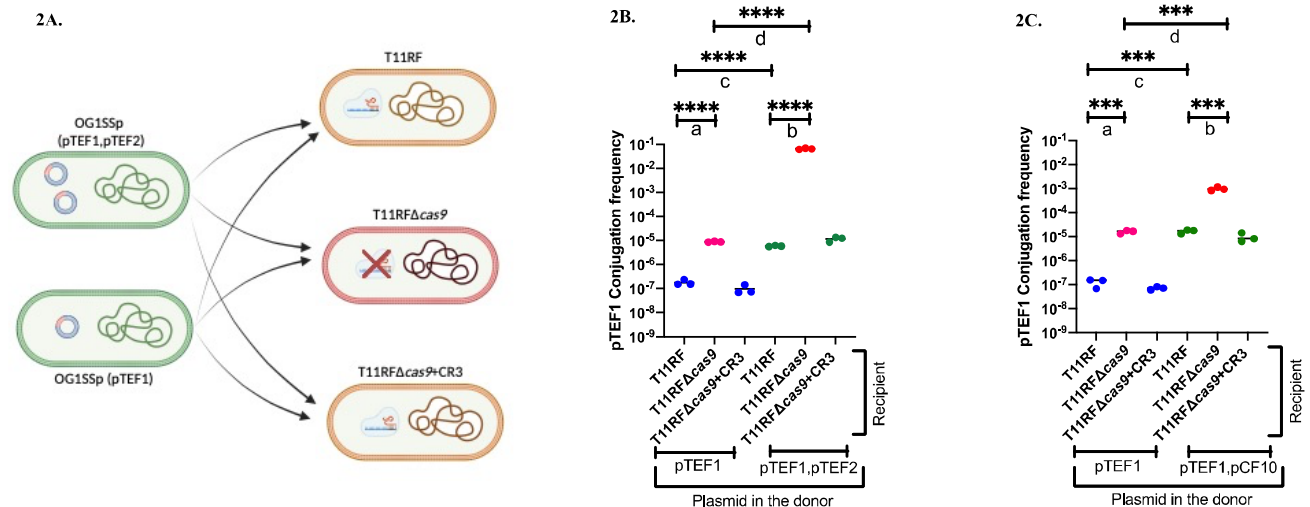 2A.
T11RF
OG1SSp
(pTEF1,pTEF2)
T11RFΔcas9
OG1SSp (pTEF1)
T11RFΔcas9+CR3
2B.
****
d
****
c
****
a
****
b
pTEF1 Conjugation frequency
10-1
10-2
10-3
10-4
10-5
10-6
10-7
10-8
10-9
T11RF
T11RFΔcas9
T11RFΔcas9+CR3
T11RF
T11RFΔcas9
T11RFΔcas9+CR3
Recipient
pTEF1
pTEF1,pTEF2
Plasmid in the donor
2C.
***
d
***
c
***
a
***
b
pTEF1 Conjugation frequency
10-1
10-2
10-3
10-4
10-5
10-6
10-7
10-8
10-9
T11RF
T11RFΔcas9
T11RFΔcas9+CR3
T11RF
T11RFΔcas9
T11RFΔcas9+CR3
Recipient
pTEF1
pTEF1,pCF10
Plasmid in the donor